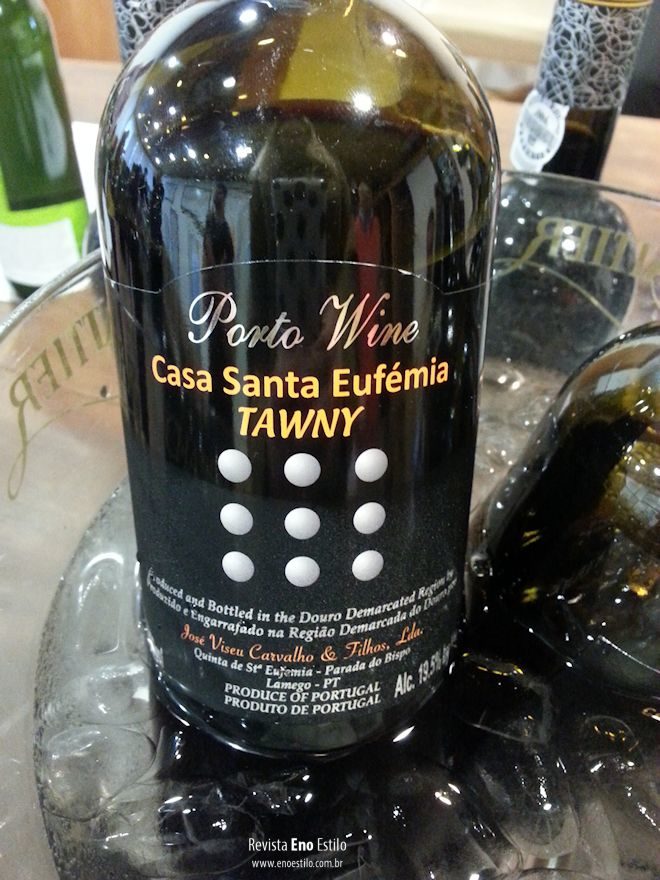 Porto Wine
Casa Santa Eufémia
TAWNY
Produced and Bottled in the Douro Demarcated Region by
Produzido e Engarrafado na Região Demarcada do Douro
José Viseu Carvalho & Filhos, Lda.
Quinta de Stª Eufemia - Parada do Bispo
Lamego - PT
PRODUCE OF PORTUGAL
PRODUTO DE PORTUGAL
Alc. 19.5%
Revista Eno Estilo
www.enoestilo.com.br